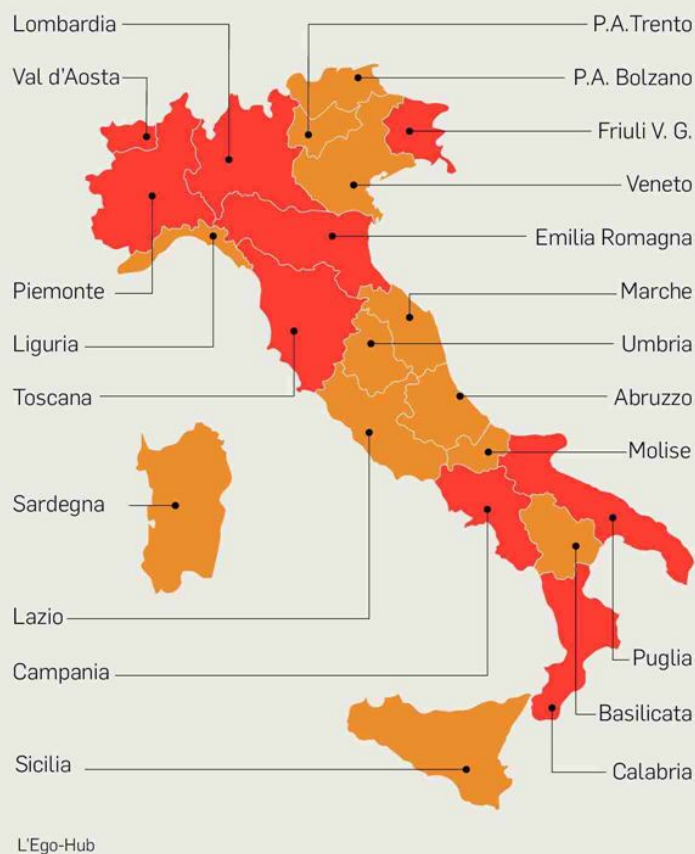 Lombardia
P.A.Trento
Val d'Aosta
P.A. Bolzano
Friuli V. G.
Veneto
Emilia Romagna
Piemonte
Marche
Liguria
Umbria
Toscana
Abruzzo
Molise
Sardegna
Lazio
Puglia
Campania
Basilicata
Sicilia
Calabria
L'Ego-Hub